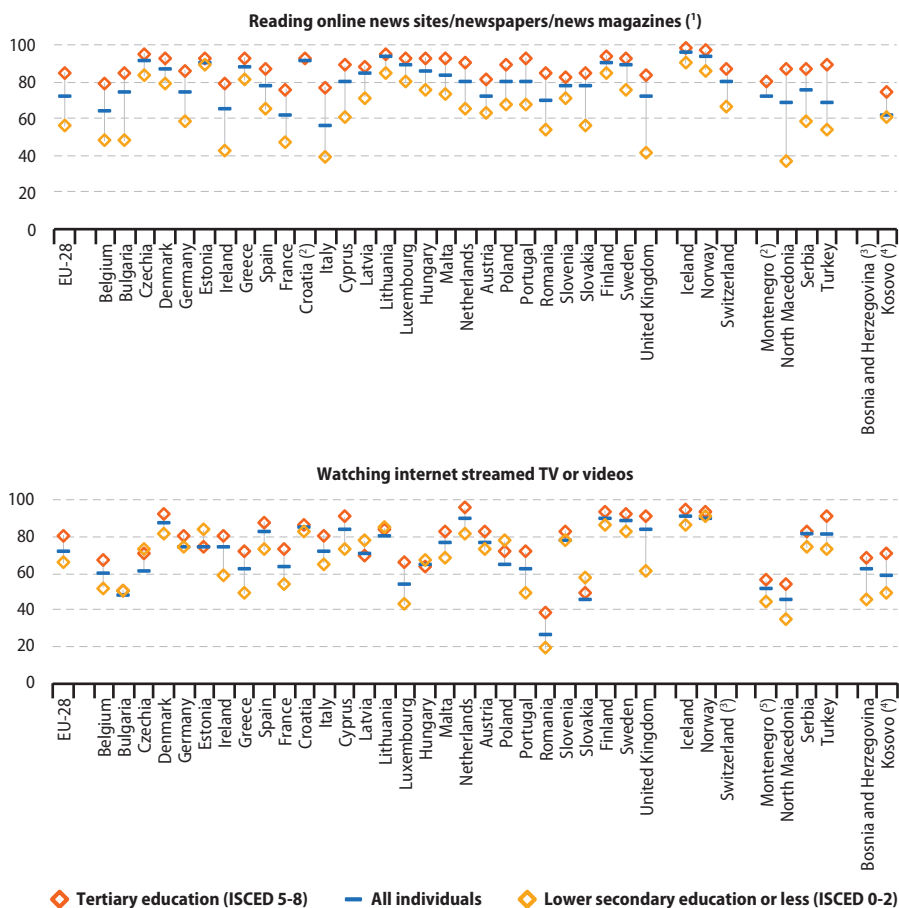 Reading online news sites/newspapers/news magazines (¹)
100
80
60
40
20
0
EU-28
Belgium
Bulgaria
Czechia
Denmark
Germany
Estonia
Ireland
Greece
Spain
France
Croatia (²)
Italy
Cyprus
Latvia
Lithuania
Luxembourg
Hungary
Malta
Netherlands
Austria
Poland
Portugal
Romania
Slovenia
Slovakia
Finland
Sweden
United Kingdom
Iceland
Norway
Switzerland
Montenegro (²)
North Macedonia
Serbia
Turkey
Bosnia and Herzegovina (³)
Kosovo (⁴)
Watching internet streamed TV or videos
100
80
60
40
20
0
EU-28
Belgium
Bulgaria
Czechia
Denmark
Germany
Estonia
Ireland
Greece
Spain
France
Croatia
Italy
Cyprus
Latvia
Lithuania
Luxembourg
Hungary
Malta
Netherlands
Austria
Poland
Portugal
Romania
Slovenia
Slovakia
Finland
Sweden
United Kingdom
Iceland
Norway
Switzerland (³)
Montenegro (⁵)
North Macedonia
Serbia
Turkey
Bosnia and Herzegovina
Kosovo (⁴)
Tertiary education (ISCED 5-8)
All individuals
Lower secondary education or less (ISCED 0-2)